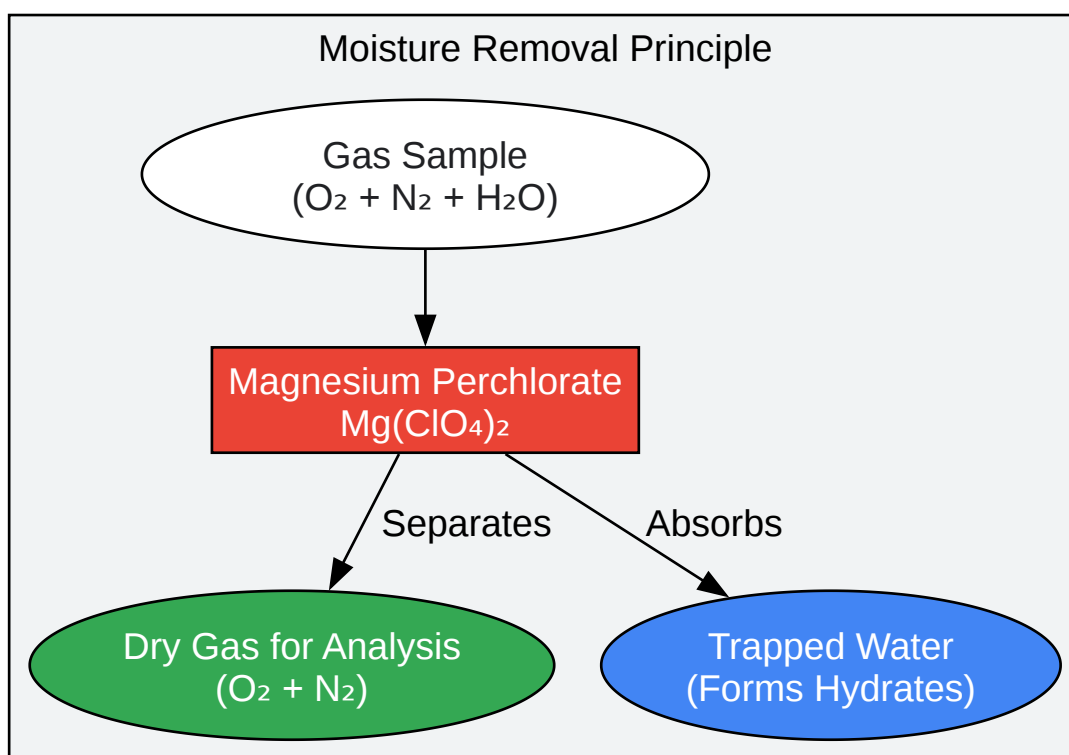 Moisture Removal Principle
Gas Sample
(O₂ + N₂ + H₂O)
Magnesium Perchlorate
Mg(ClO₄)₂
Separates
Absorbs
Dry Gas for Analysis
(O₂ + N₂)
Trapped Water
(Forms Hydrates)